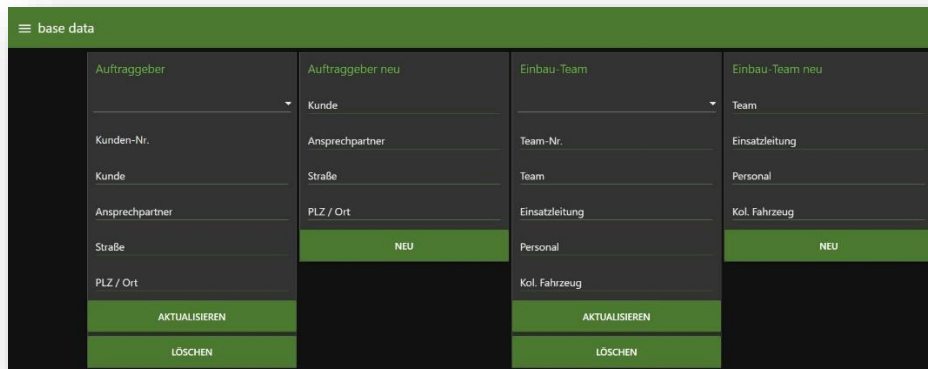 base data
Auftraggeber
Kunden-Nr.
Kunde
Ansprechpartner
Straße
PLZ / Ort
AKTUALISIEREN
LÖSCHEN
Auftraggeber neu
Kunde
Ansprechpartner
Straße
PLZ / Ort
NEU
Einbau-Team
Team-Nr.
Team
Einsatzleitung
Personal
Kol. Fahrzeug
AKTUALISIEREN
LÖSCHEN
Einbau-Team neu
Team
Einsatzleitung
Personal
Kol. Fahrzeug
NEU